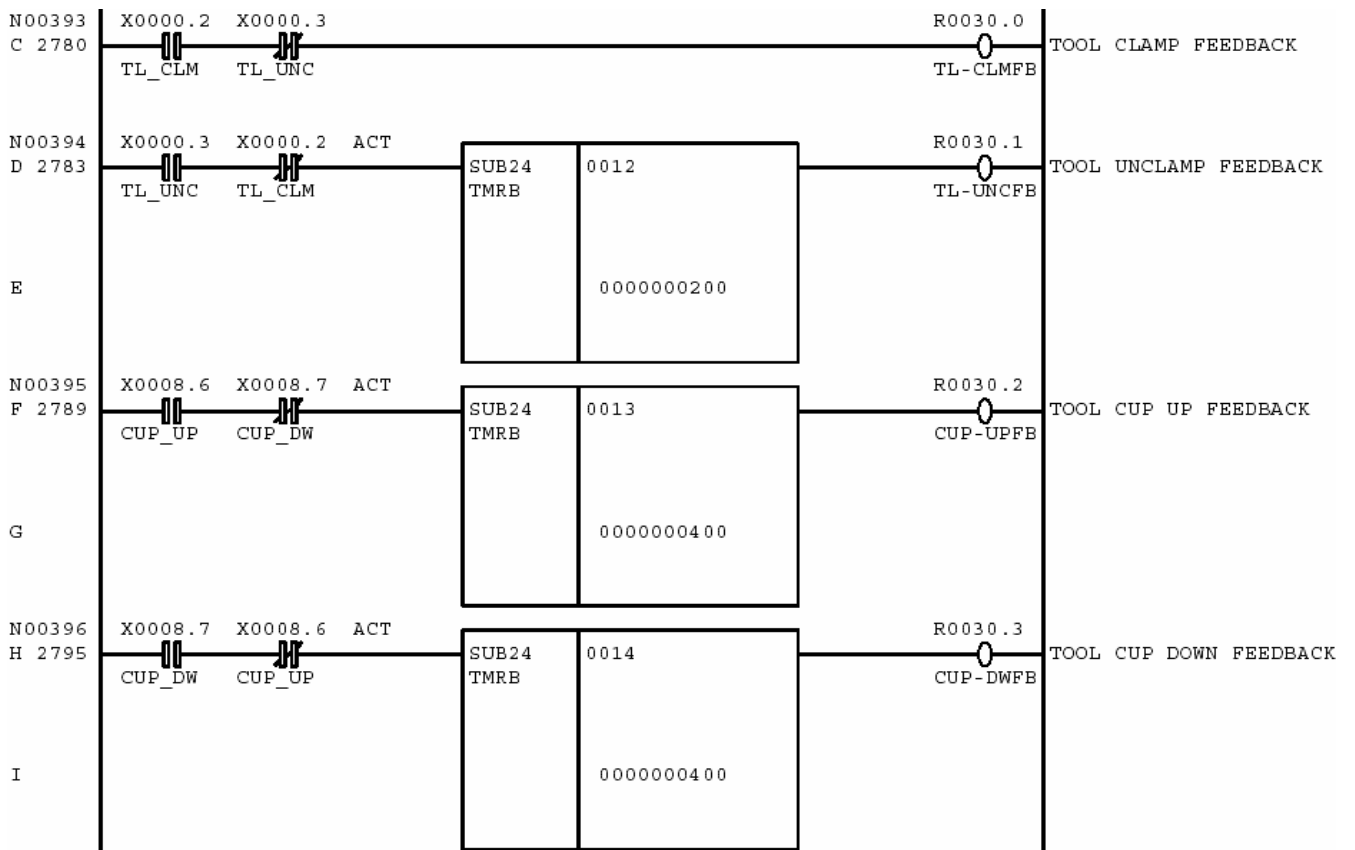 N00393 X0000.2 X0000.3 R0030.0
C 2780 TOOL CLAMP FEEDBACK
TL_CLM TL_UNC TL-CLMFB
N00394 X0000.3 X0000.2 ACT R0030.1
D 2783 SUB24 0012 TOOL UNCLAMP FEEDBACK
TL_UNC TL_CLM TMRB TL-UNCFB
E 0000000200
N00395 X0008.6 X0008.7 ACT R0030.2
F 2789 SUB24 0013 TOOL CUP UP FEEDBACK
CUP_UP CUP_DW TMRB CUP-UPFB
G 0000000400
N00396 X0008.7 X0008.6 ACT R0030.3
H 2795 SUB24 0014 TOOL CUP DOWN FEEDBACK
CUP_DW CUP_UP TMRB CUP-DWFB
I 0000000400